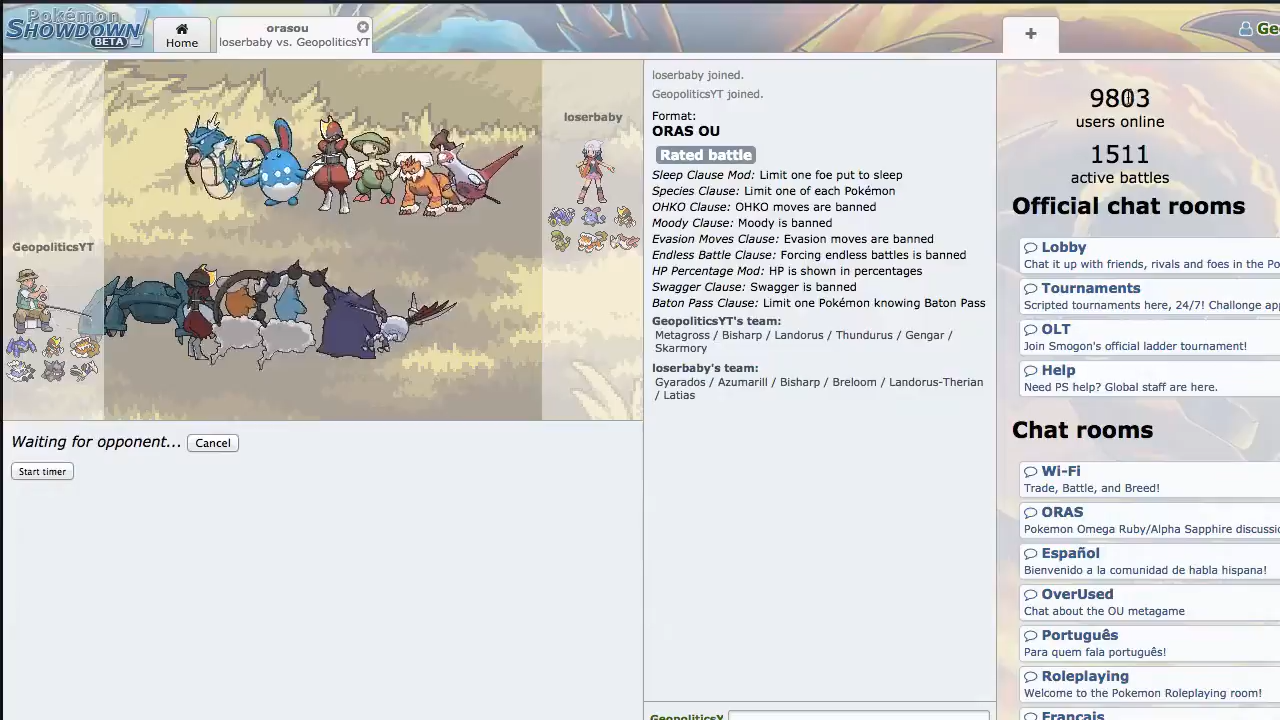 Pokémon
SHOWDOWN!
BETA
Home
orasou
loserbaby vs. GeopoliticsYT
+
Ge
loserbaby
GeopoliticsYT
Waiting for opponent... Cancel
Start timer
loserbaby joined.
GeopoliticsYT joined.
Format:
ORAS OU
Rated battle
Sleep Clause Mod: Limit one foe put to sleep
Species Clause: Limit one of each Pokémon
OHKO Clause: OHKO moves are banned
Moody Clause: Moody is banned
Evasion Moves Clause: Evasion moves are banned
Endless Battle Clause: Forcing endless battles is banned
HP Percentage Mod: HP is shown in percentages
Swagger Clause: Swagger is banned
Baton Pass Clause: Limit one Pokémon knowing Baton Pass
GeopoliticsYT's team:
Metagross / Bisharp / Landorus / Thundurus / Gengar /
Skarmory
loserbaby's team:
Gyarados / Azumarill / Bisharp / Breloom / Landorus-Therian
/ Latias
GeopoliticsY
9803
users online
1511
active battles
Official chat rooms
Lobby
Chat it up with friends, rivals and foes in the Po
Tournaments
Scripted tournaments here, 24/7! Challonge app
OLT
Join Smogon's official ladder tournament!
Help
Need PS help? Global staff are here.
Chat rooms
Wi-Fi
Trade, Battle, and Breed!
ORAS
Pokemon Omega Ruby/Alpha Sapphire discussio
Español
Bienvenido a la comunidad de habla hispana!
OverUsed
Chat about the OU metagame
Português
Para quem fala português!
Roleplaying
Welcome to the Pokemon Roleplaying room!
Français